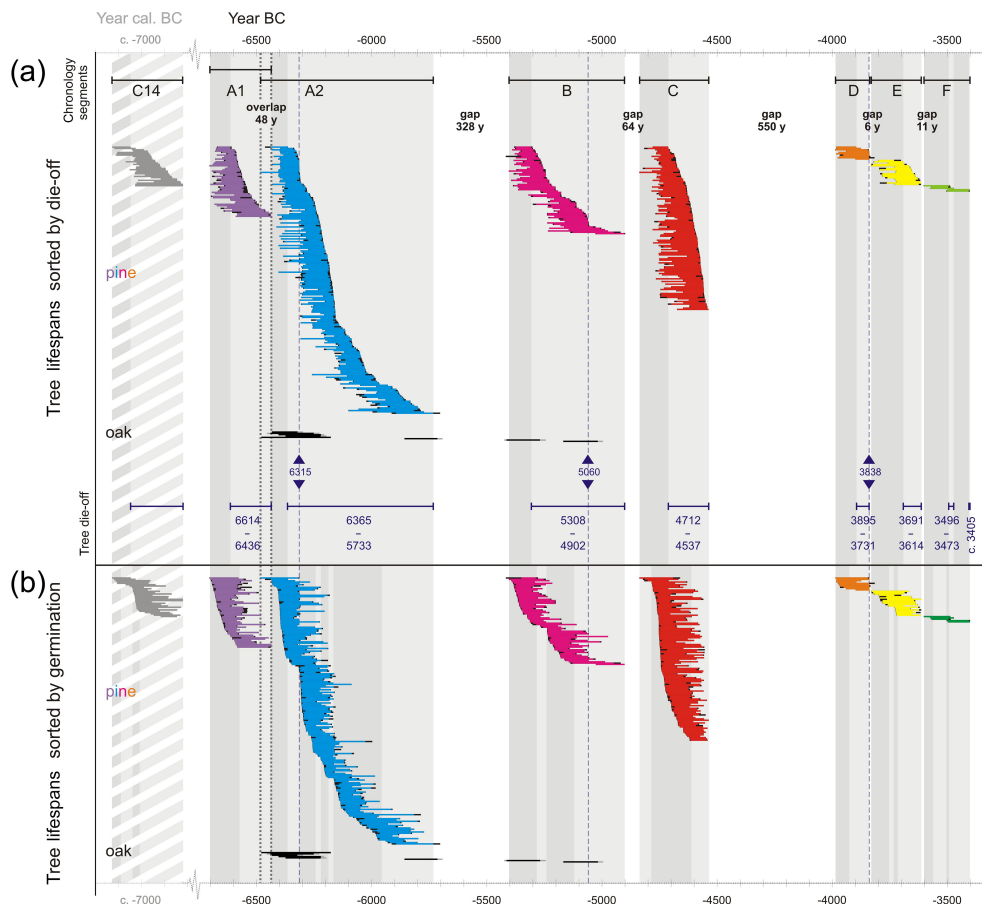 Year cal. BC Year BC
c. -7000 -6500 -6000 -5500 -5000 -4500 -4000 -3500
(a)
Chronology
segments
C14 A1 A2 B C D E F
overlap
48 y
gap
328 y
gap
64 y
gap
550 y
gap
6 y
gap
11 y
Tree lifespans sorted by die-off
pine
oak
6315 5060 3838
Tree die-off
6614
–
6436
6365
–
5733
5308
–
4902
4712
–
4537
3895
–
3731
3691
–
3614
3496
–
3473
c. 3405
(b)
Tree lifespans sorted by germination
pine
oak
c. -7000 -6500 -6000 -5500 -5000 -4500 -4000 -3500